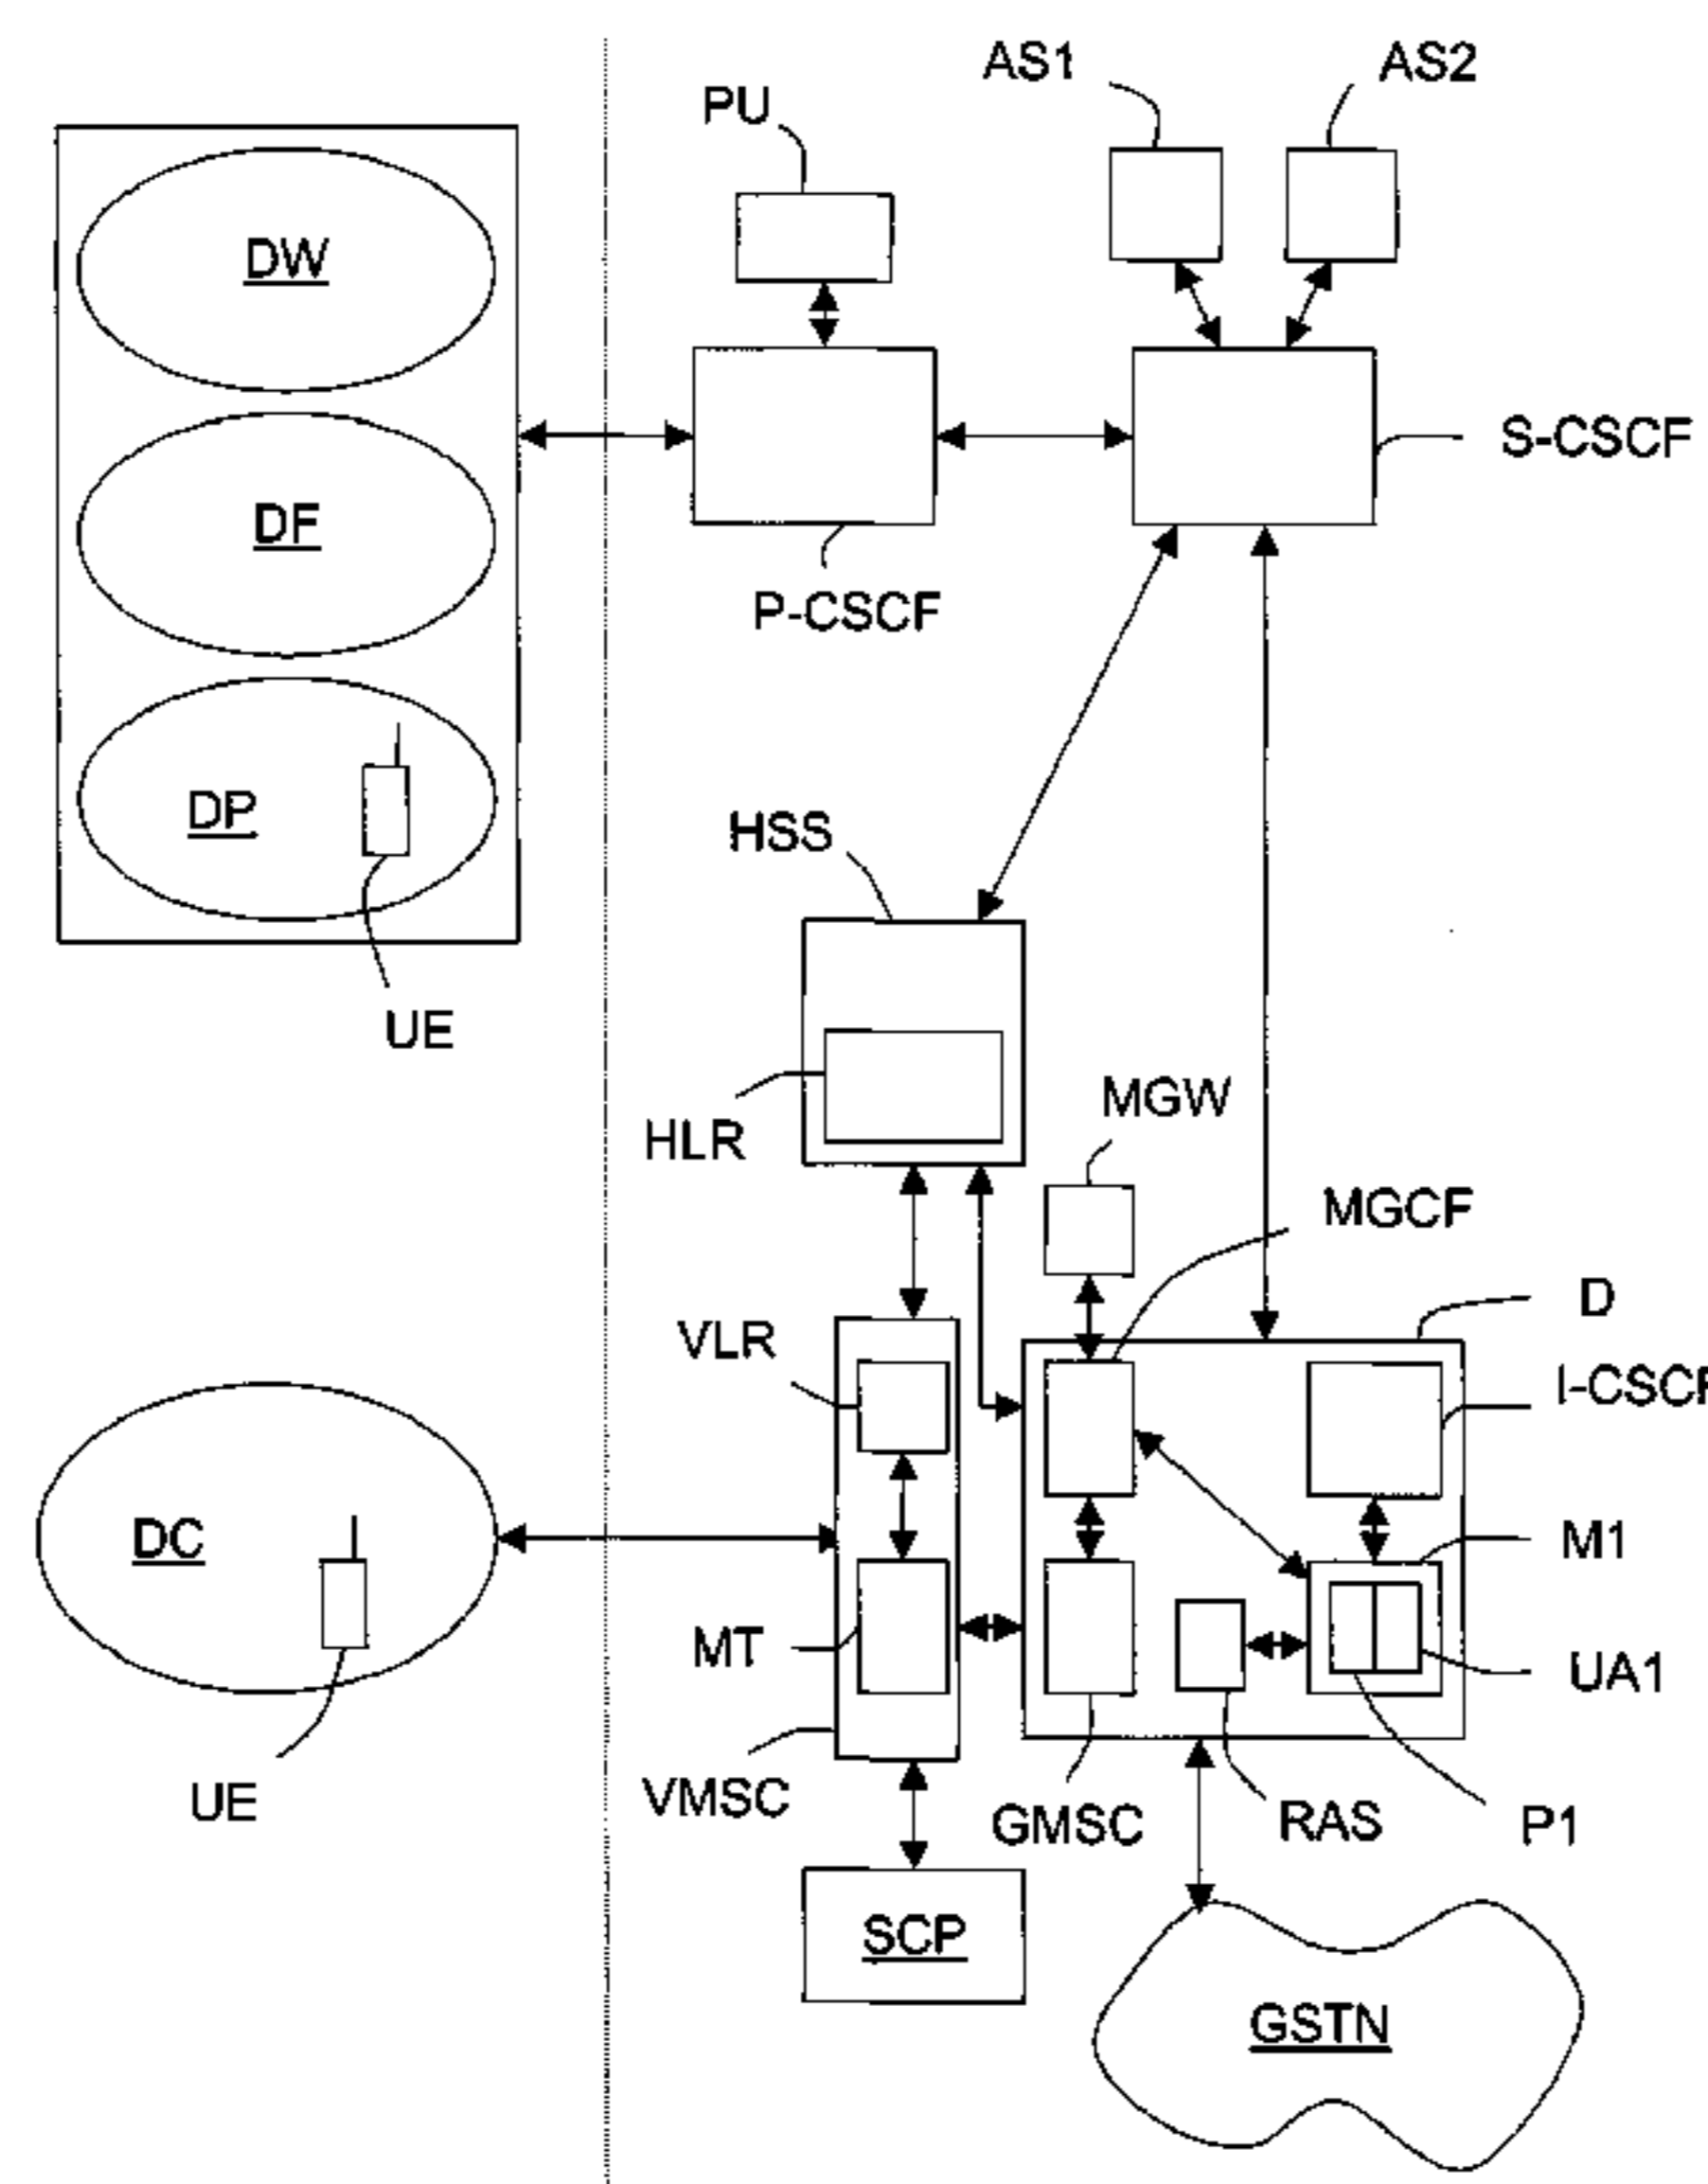 AS1
AS2
PU
DW
S-CSCF
DF
P-CSCF
DP
HSS
UE
MGW
HLR
MGCF
D
VLR
I-CSCF
DC
M1
MT
UA1
VMSC
UE
GMSC
RAS
P1
SCP
GSTN